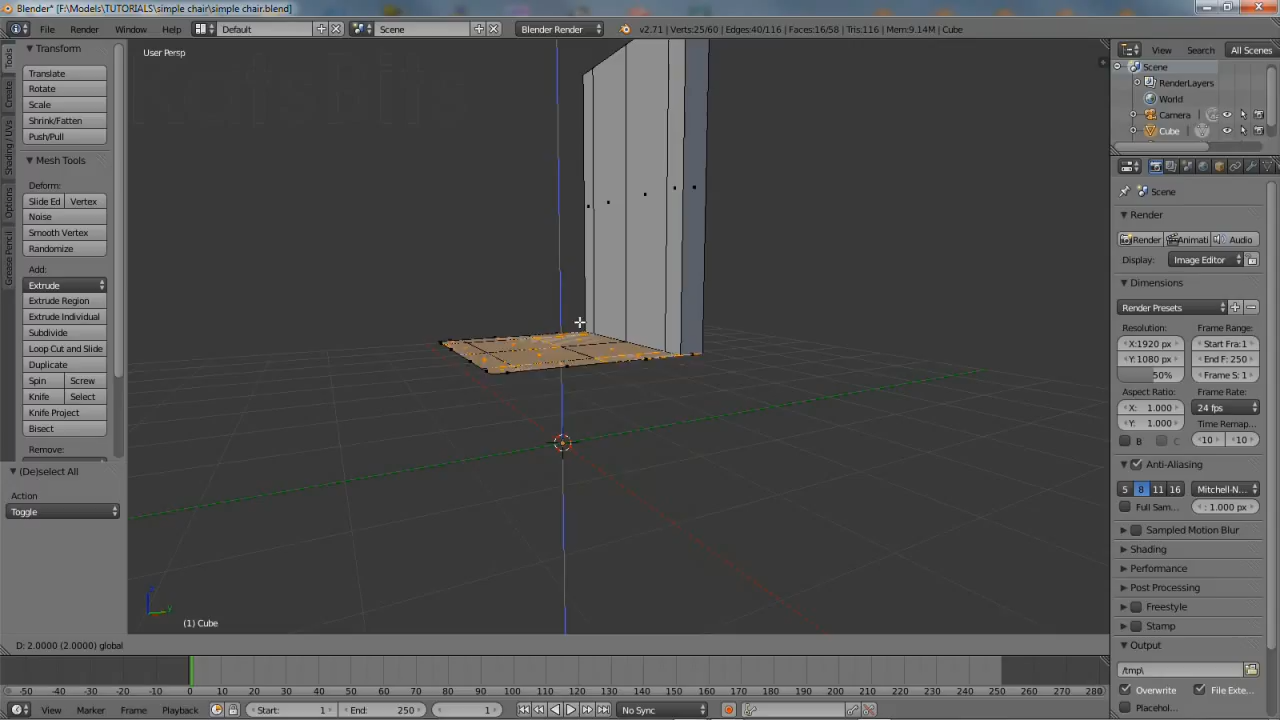 Blender* [F:\Models\TUTORIALS\simple chair\simple chair.blend]
File Render Window Help Default Scene Blender Render v2.71 | Verts:25/60 | Edges:40/116 | Faces:16/58 | Tris:116 | Mem:9.14M | Cube
Tools
Create
Shading / UVs
Options
Grease Pencil
Transform
Translate
Rotate
Scale
Shrink/Fatten
Push/Pull
Mesh Tools
Deform:
Slide Ed Vertex
Noise
Smooth Vertex
Randomize
Add:
Extrude
Extrude Region
Extrude Individual
Subdivide
Loop Cut and Slide
Duplicate
Spin Screw
Knife Select
Knife Project
Bisect
Remove:
(De)select All
Action
Toggle
User Persp
KatsBits
(1) Cube
D: 2.0000 (2.0000) global
View Search All Scenes
Scene
RenderLayers
World
Camera
Cube
Scene
Render
Render Animati Audio
Display: Image Editor
Dimensions
Render Presets
Resolution: Frame Range:
X:1920 px Start Fra:1
Y:1080 px End F: 250
50% Frame S: 1
Aspect Ratio: Frame Rate:
X: 1.000 24 fps
Y: 1.000 Time Remap...
B C 10 10
Anti-Aliasing
5 8 11 16 Mitchell-N...
Full Sam... : 1.000 px
Sampled Motion Blur
Shading
Performance
Post Processing
Freestyle
Stamp
Output
/tmp\
Overwrite File Exte...
Placehol...
-50 -40 -30 -20 -10 0 10 20 30 40 50 60 70 80 90 100 110 120 130 140 150 160 170 180 190 200 210 220 230 240 250 260 270 280
View Marker Frame Playback Start: 1 End: 250 1 No Sync